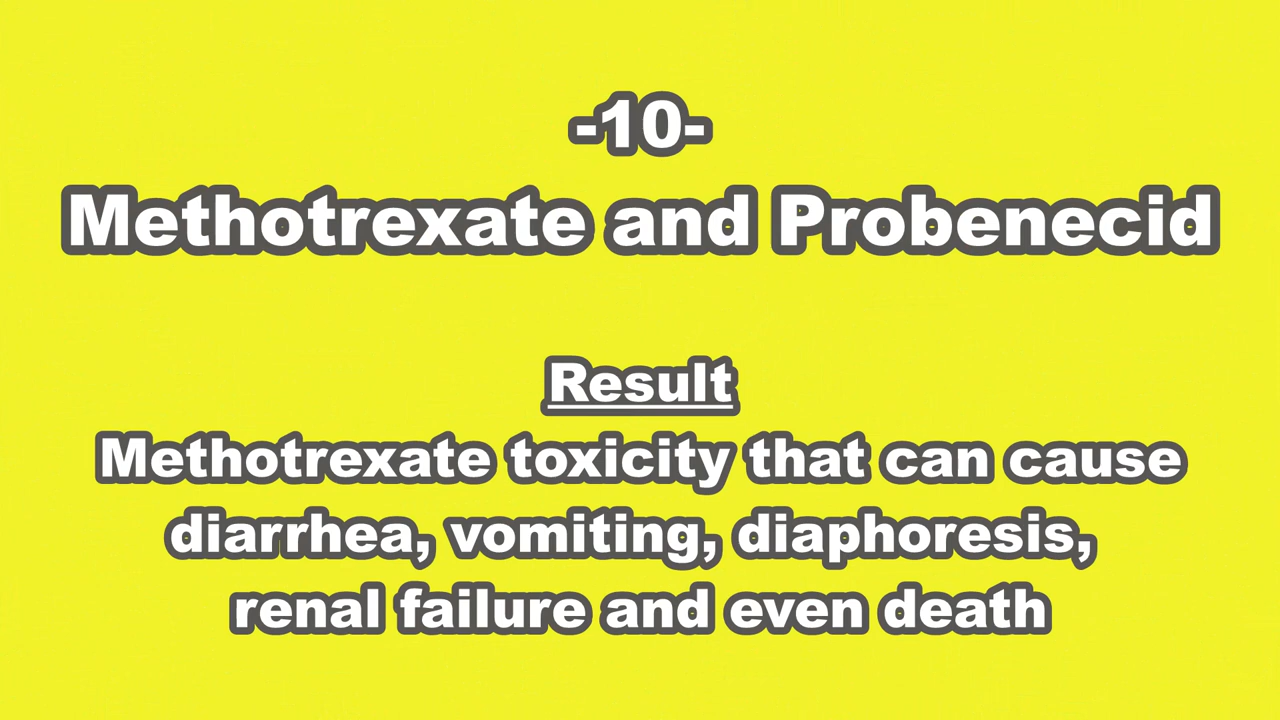 -10-
Methotrexate and Probenecid
Result
Methotrexate toxicity that can cause
diarrhea, vomiting, diaphoresis,
renal failure and even death